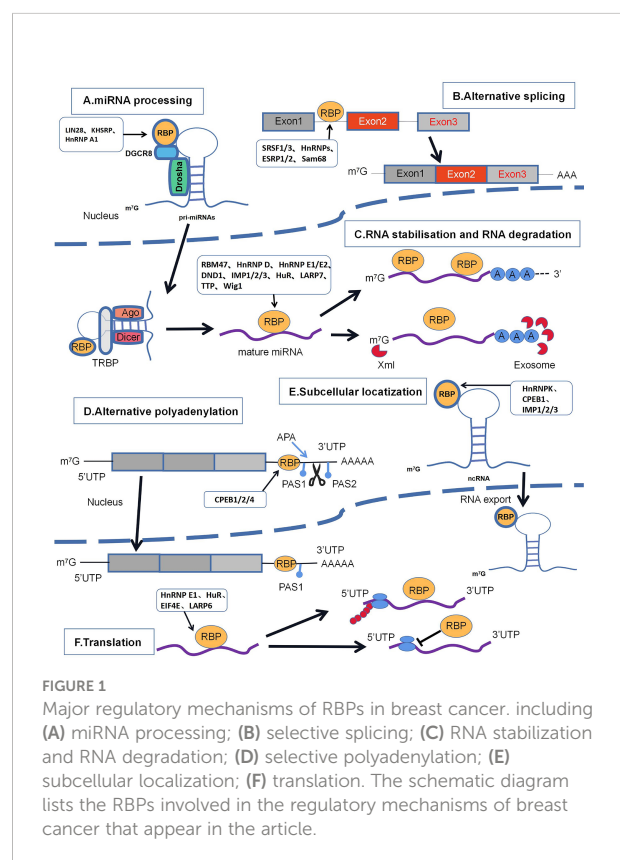 A.miRNA processing
LIN28、KHSRP、
HnRNP A1
RBP
DGCR8
Drosha
m⁷G
Nucleus
pri-miRNAs
B.Alternative splicing
Exon1
RBP
Exon2
Exon3
SRSF1/3、HnRNPs、
ESRP1/2、Sam68
m⁷G
Exon1
Exon2
Exon3
AAA
C.RNA stabilisation and RNA degradation
RBM47、HnRNP D、HnRNP E1/E2、
DND1、IMP1/2/3、HuR、LARP7、
TTP、Wig1
Ago
Dicer
RBP
TRBP
RBP
mature miRNA
RBP
RBP
m⁷G
A A A
3'
RBP
m⁷G
A A A
Xml
Exosome
D.Alternative polyadenylation
APA
3'UTP
m⁷G
RBP
AAAAA
5'UTP
PAS1
PAS2
CPEB1/2/4
Nucleus
3'UTP
m⁷G
RBP
AAAAA
5'UTP
PAS1
E.Subcellular locatization
RBP
HnRNPK、
CPEB1、
IMP1/2/3
m⁷G
ncRNA
RNA export
RBP
m⁷G
F.Translation
HnRNP E1、HuR、
EIF4E、LARP6
RBP
5'UTP
RBP
3'UTP
5'UTP
RBP
3'UTP
FIGURE 1
Major regulatory mechanisms of RBPs in breast cancer. including
(A) miRNA processing; (B) selective splicing; (C) RNA stabilization
and RNA degradation; (D) selective polyadenylation; (E)
subcellular localization; (F) translation. The schematic diagram
lists the RBPs involved in the regulatory mechanisms of breast
cancer that appear in the article.